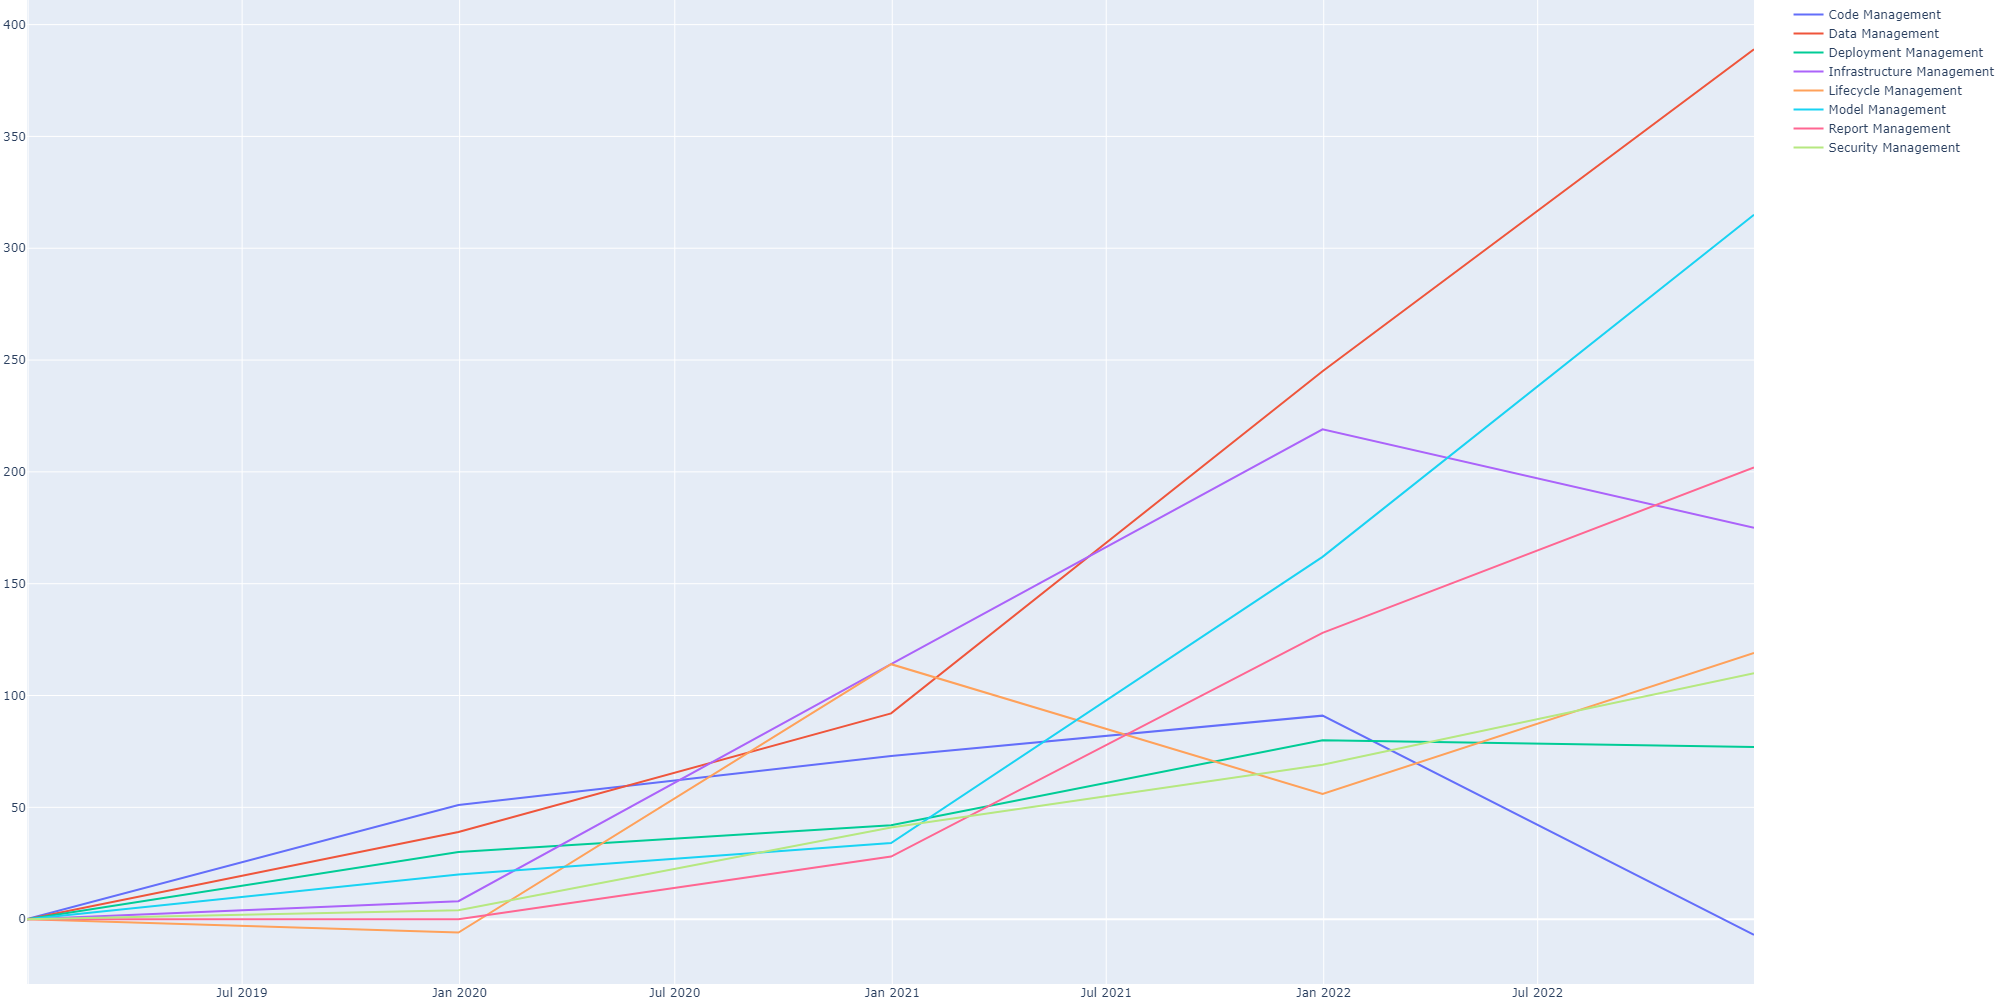 400
350
300
250
200
150
100
50
0
Jul 2019
Jan 2020
Jul 2020
Jan 2021
Jul 2021
Jan 2022
Jul 2022
Code Management
Data Management
Deployment Management
Infrastructure Management
Lifecycle Management
Model Management
Report Management
Security Management